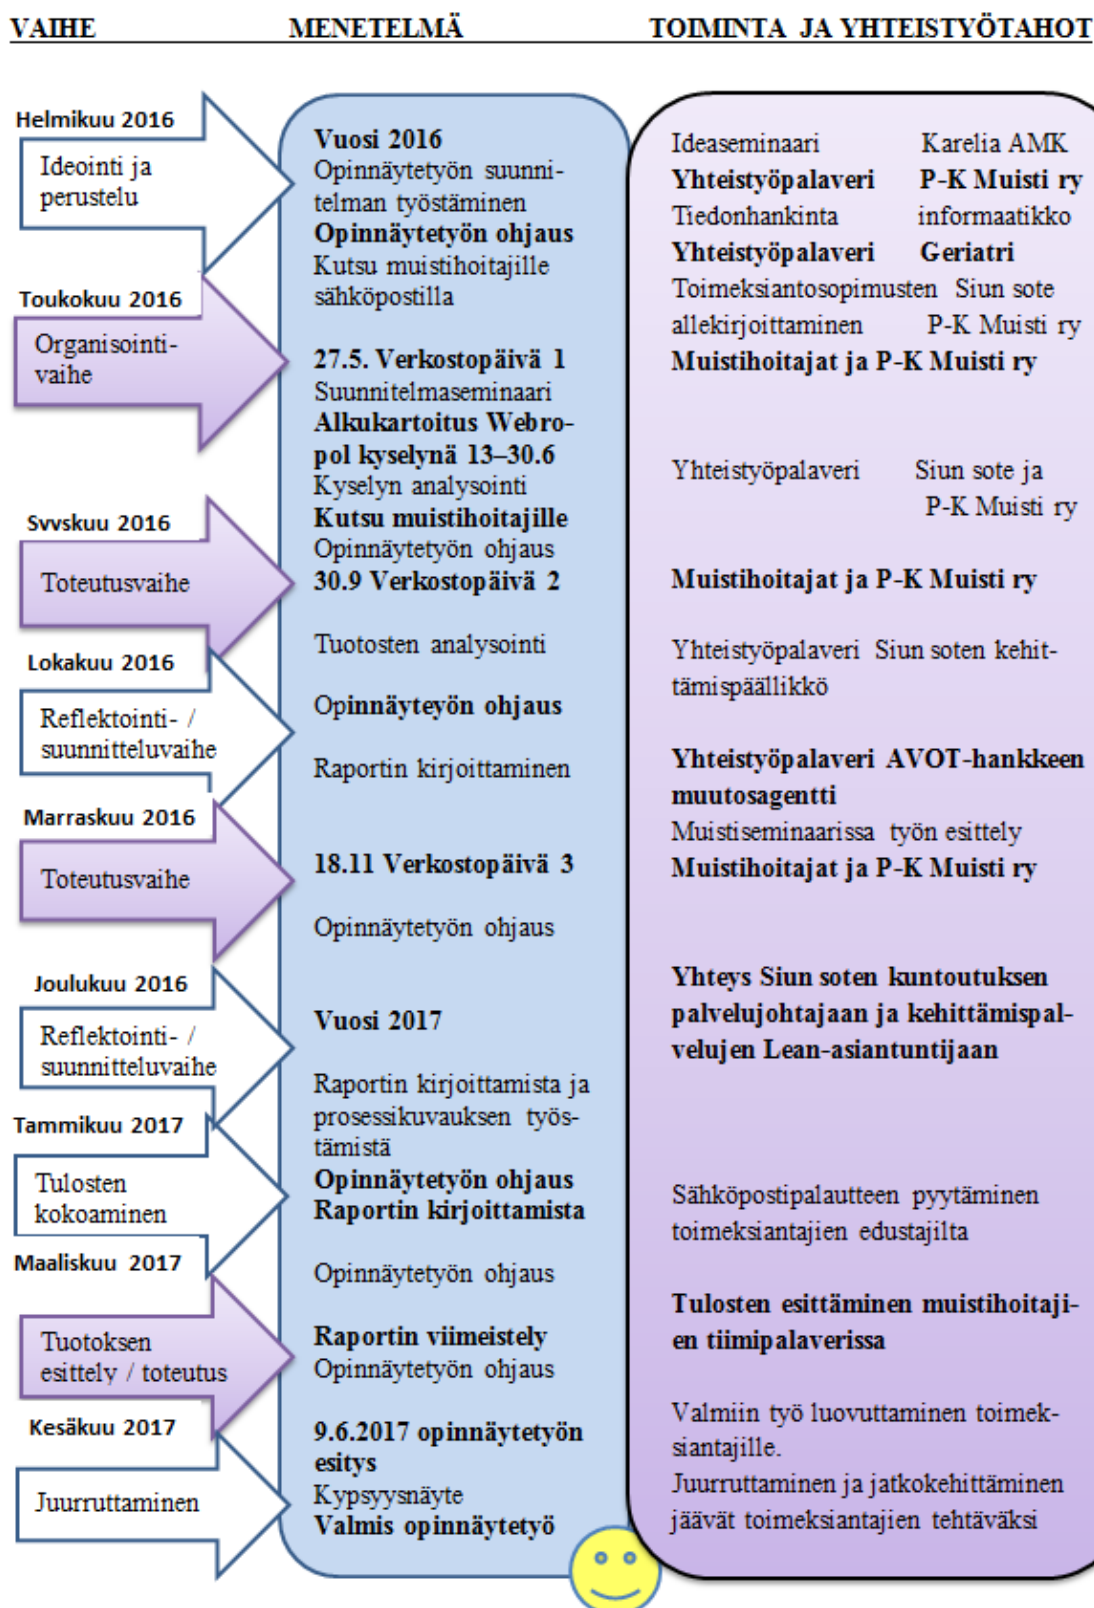 VAIHE
MENETELMÄ
TOIMINTA JA YHTEISTYÖTAHOT
Helmikuu 2016
Ideointi ja
perustelu
Toukokuu 2016
Organisointi-
vaihe
Svvskuu 2016
Toteutusvaihe
Lokakuu 2016
Reflektointi- /
suunnitteluvaihe
Marraskuu 2016
Toteutusvaihe
Joulukuu 2016
Reflektointi- /
suunnitteluvaihe
Tammikuu 2017
Tulosten
kokoaminen
Maaliskuu 2017
Tuotoksen
esittely / toteutus
Kesäkuu 2017
Juurruttaminen
Vuosi 2016
Opinnäytetyön suunni-
telman työstäminen
Opinnäytetyön ohjaus
Kutsu muistihoitajille
sähköpostilla
27.5. Verkostopäivä 1
Suunnitelmaseminaari
Alkukartoitus Webro-
pol kyselynä 13–30.6
Kyselyn analysointi
Kutsu muistihoitajille
Opinnäytetyön ohjaus
30.9 Verkostopäivä 2
Tuotosten analysointi
Opinnäyteyön ohjaus
Raportin kirjoittaminen
18.11 Verkostopäivä 3
Opinnäytetyön ohjaus
Vuosi 2017
Raportin kirjoittamista ja
prosessikuvauksen työs-
tämistä
Opinnäytetyön ohjaus
Raportin kirjoittamista
Opinnäytetyön ohjaus
Raportin viimeistely
Opinnäytetyön ohjaus
9.6.2017 opinnäytetyön
esitys
Kypsyysnäyte
Valmis opinnäytetyö
Ideaseminaari Karelia AMK
Yhteistyöpalaveri P-K Muisti ry
Tiedonhankinta informaatikko
Yhteistyöpalaveri Geriatri
Toimeksiantosopimusten Siun sote
allekirjoittaminen P-K Muisti ry
Muistihoitajat ja P-K Muisti ry
Yhteistyöpalaveri Siun sote ja
P-K Muisti ry
Muistihoitajat ja P-K Muisti ry
Yhteistyöpalaveri Siun soten kehit-
tämispäällikkö
Yhteistyöpalaveri AVOT-hankkeen
muutosagentti
Muistiseminaarissa työn esittely
Muistihoitajat ja P-K Muisti ry
Yhteys Siun soten kuntoutuksen
palvelujohtajaan ja kehittämispal-
velujen Lean-asiantuntijaan
Sähköpostipalautteen pyytäminen
toimeksiantajien edustajilta
Tulosten esittäminen muistihoitaji-
en tiimipalaverissa
Valmiin työ luovuttaminen toimek-
siantajille.
Juurruttaminen ja jatkokehittäminen
jäävät toimeksiantajien tehtäväksi